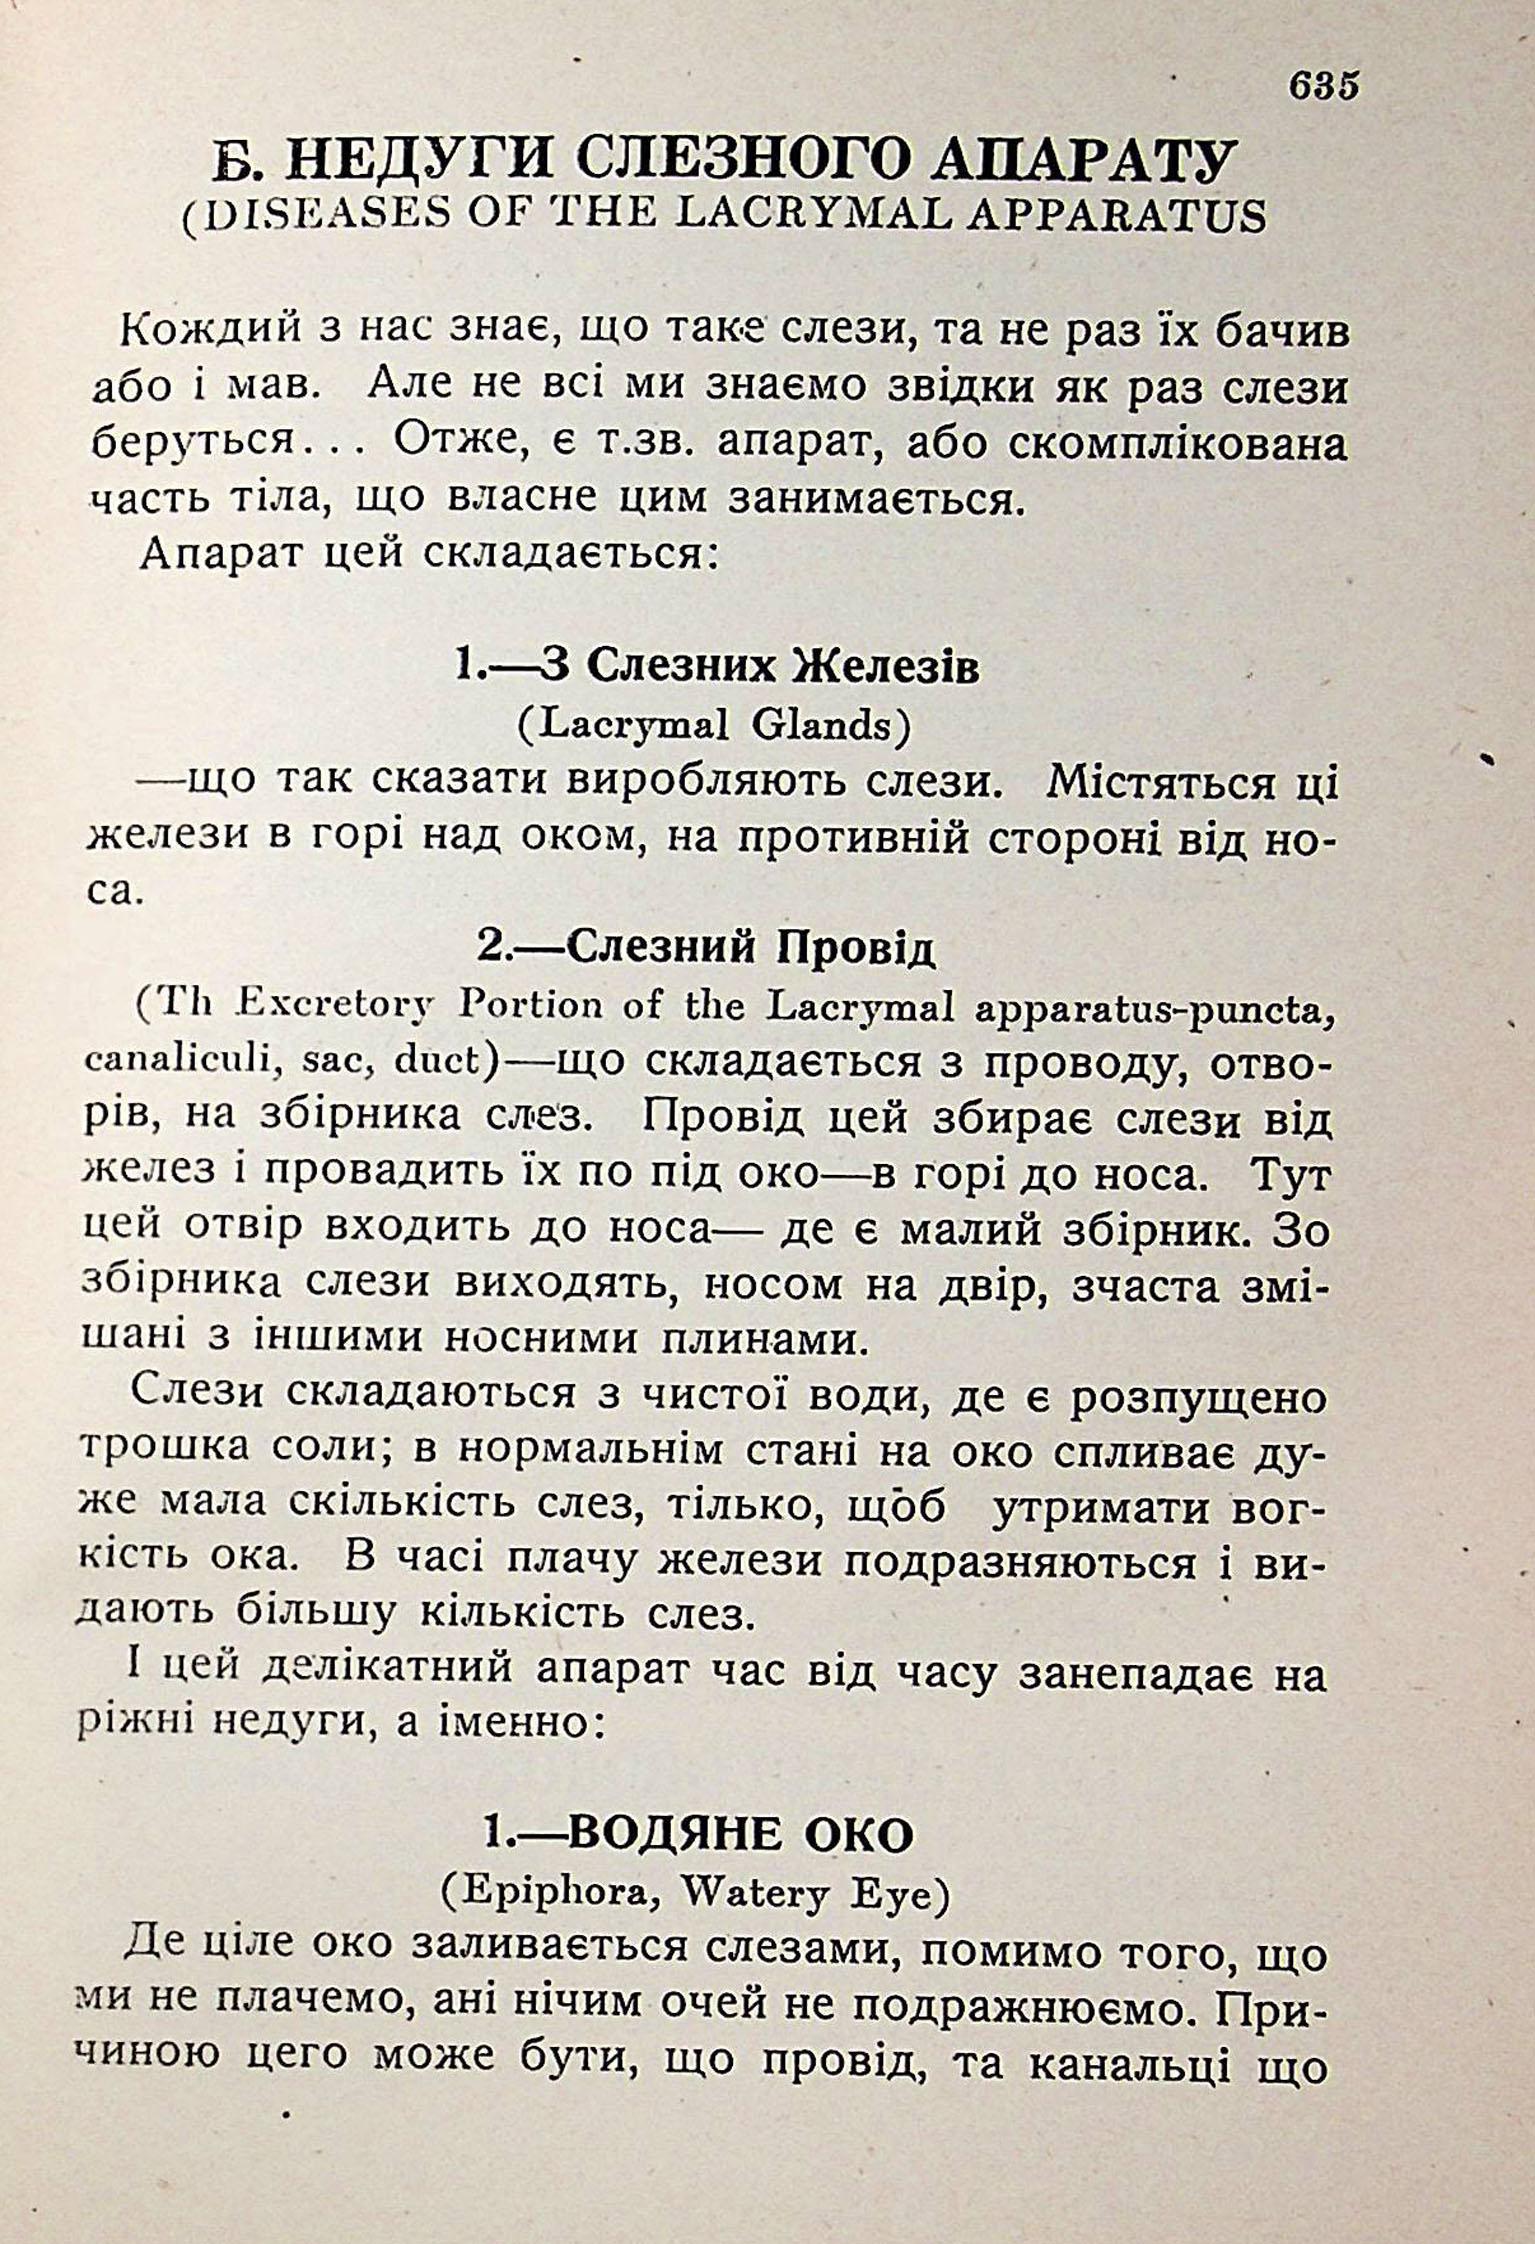 635
Б. НЕДУГИ СЛЕЗНОГО АПАРАТУ
(DISEASES OF THE LACRYMAL APPARATUS
Кождий з нас знає, що таке слези, та не раз їх бачив
або і мав. Але не всі ми знаємо звідки як раз слези
беруться... Отже, є т.зв. апарат, або скомплікована
часть тіла, що власне цим занимається.
Апарат цей складається:
1.—З Слезних Железів
(Lacrymal Glands)
—що так сказати виробляють слези. Містяться ці
желези в горі над оком, на противній стороні від но-
са.
2.—Слезний Провід
(Th Excretory Portion of the Lacrymal apparatus-puncta,
canaliculi, sac, duct)—що складається з проводу, отво-
рів, на збірника слез. Провід цей збирає слези від
желез і провадить їх по під око—в горі до носа. Тут
цей отвір входить до носа— де є малий збірник. Зо
збірника слези виходять, носом на двір, зчаста змі-
шані з іншими носними плинами.
Слези складаються з чистої води, де є розпущено
трошка соли; в нормальнім стані на око спливає ду-
же мала скількість слез, тілько, щоб утримати вог-
кість ока. В часі плачу желези подразняються і ви-
дають більшу кількість слез.
І цей делікатний апарат час від часу занепадає на
ріжні недуги, а іменно:
1.—ВОДЯНЕ ОКО
(Epiphora, Watery Eye)
Де ціле око заливається слезами, помимо того, що
ми не плачемо, ані нічим очей не подражнюємо. При-
чиною цего може бути, що провід, та канальці що